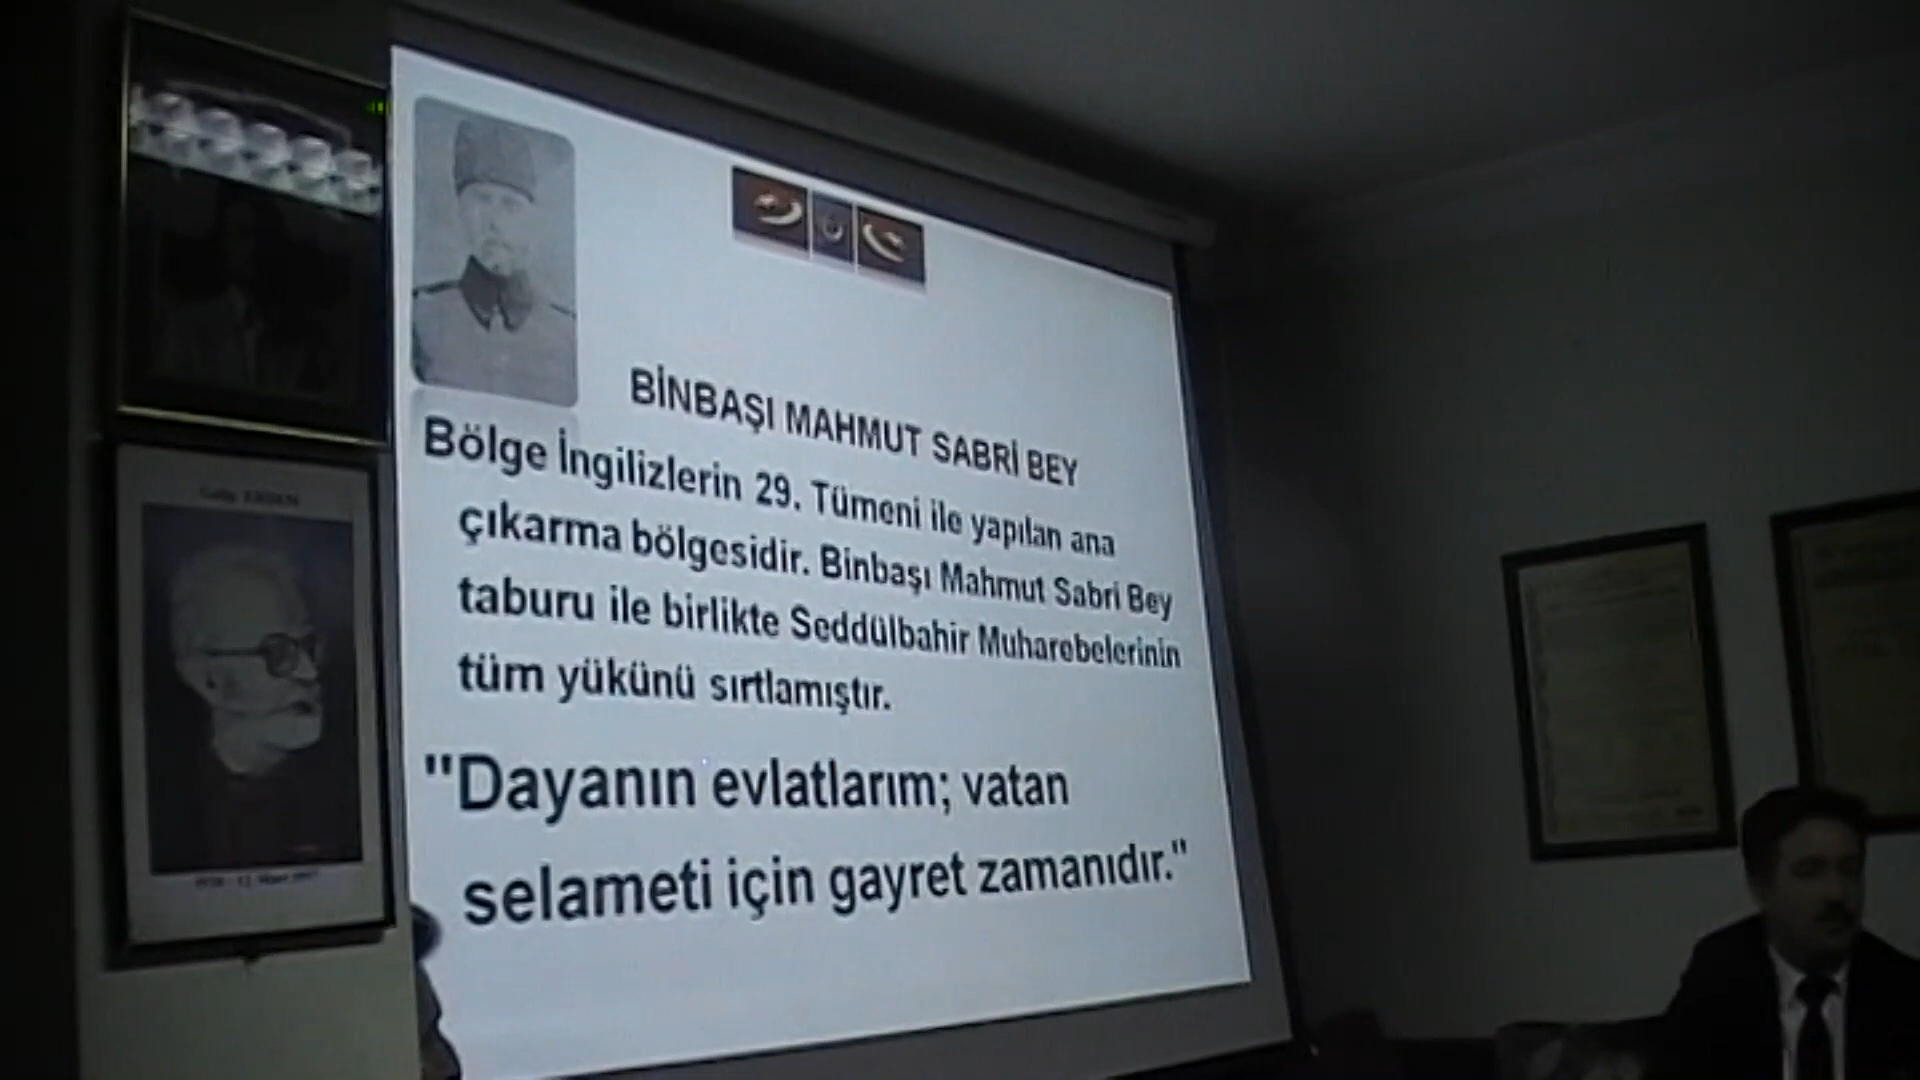 BİNBAŞI MAHMUT SABRİ BEY
Bölge İngilizlerin 29. Tümeni ile yapılan ana
çıkarma bölgesidir. Binbaşı Mahmut Sabri Bey
taburu ile birlikte Seddülbahir Muharebelerinin
tüm yükünü sırtlamıştır.
"Dayanın evlatlarım; vatan
selameti için gayret zamanıdır."